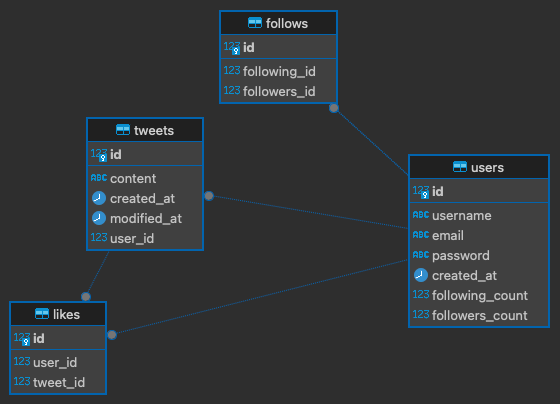 follows
123 id
123 following_id
123 followers_id
tweets
123 id
ABC content
created_at
modified_at
123 user_id
users
123 id
ABC username
ABC email
ABC password
created_at
123 following_count
123 followers_count
likes
123 id
123 user_id
123 tweet_id